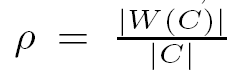 ρ = |W(C′)| / |C|